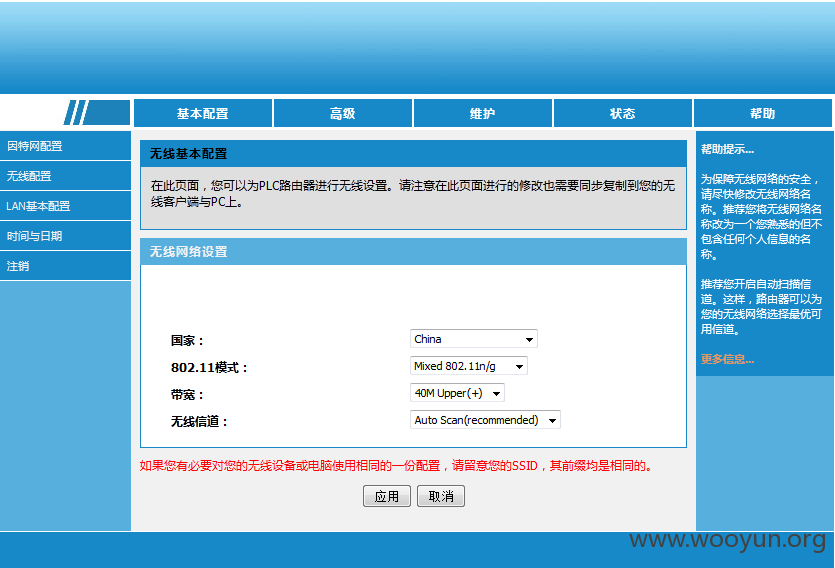 基本配置
高级
维护
状态
帮助
因特网配置
无线配置
LAN基本配置
时间与日期
注销
无线基本配置
在此页面，您可以为PLC路由器进行无线设置。请注意在此页面进行的修改也需要同步复制到您的无
线客户端与PC上。
无线网络设置
国家：
China
802.11模式：
Mixed 802.11n/g
带宽：
40M Upper(+)
无线信道：
Auto Scan(recommended)
如果您有必要对您的无线设备或电脑使用相同的一份配置，请留意您的SSID，其前缀均是相同的。
应用
取消
帮助提示...
为保障无线网络的安全，
请尽快修改无线网络名
称。推荐您将无线网络名
称改为一个您熟悉的但不
包含任何个人信息的名
称。
推荐您开启自动扫描信
道。这样，路由器可以为
您的无线网络选择最优可
用信道。
更多信息...
www.wooyun.org